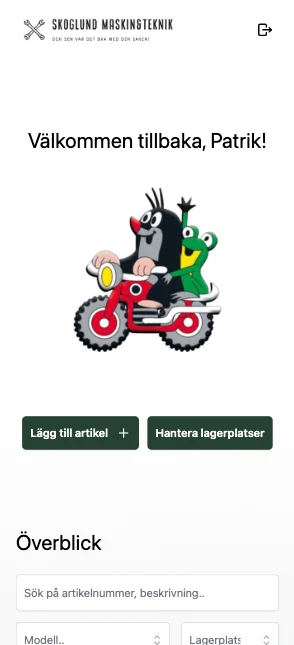 SKOGLUND MASKINGTEKNIK
OCH SEN VAR DET BRA MED DEN SAKEN!
Välkommen tillbaka, Patrik!
Lägg till artikel
Hantera lagerplatser
Överblick
Sök på artikelnummer, beskrivning..
Modell..
Lagerplats